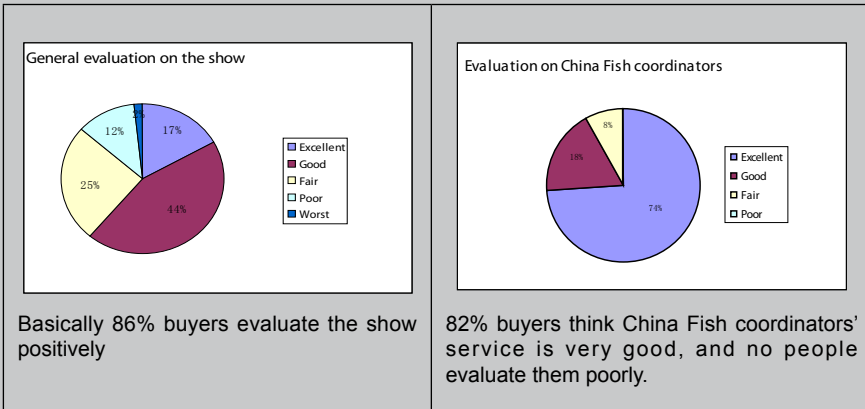 General evaluation on the show
2%
17%
12%
25%
44%
Excellent
Good
Fair
Poor
Worst
Basically 86% buyers evaluate the show
positively
Evaluation on China Fish coordinators
8%
18%
74%
Excellent
Good
Fair
Poor
82% buyers think China Fish coordinators’
service is very good, and no people
evaluate them poorly.